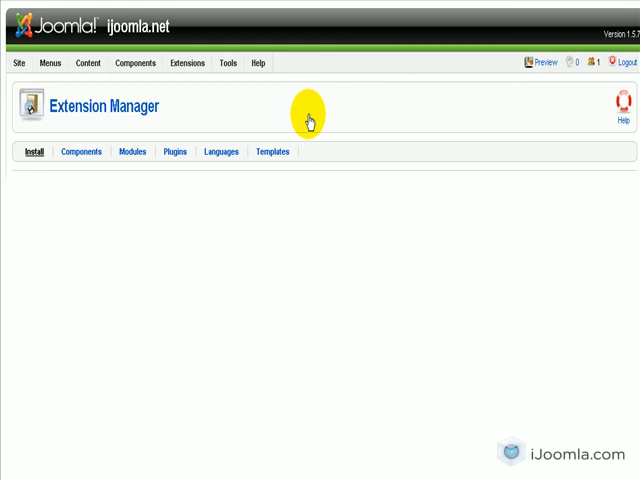 Joomla! ijoomla.net
Version 1.5.7
Site Menus Content Components Extensions Tools Help Preview 0 1 Logout
Extension Manager
Help
Install Components Modules Plugins Languages Templates
iJoomla.com